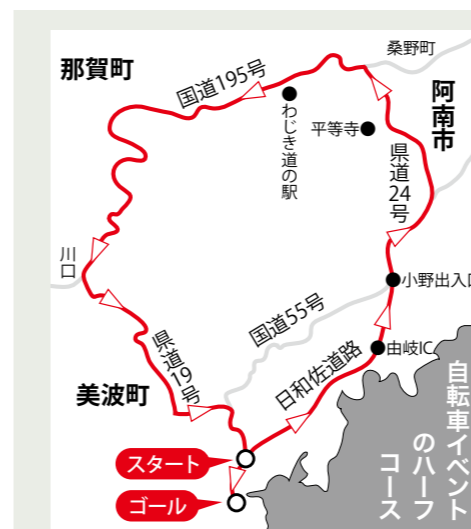 桑野町
那賀町
国道195号
阿南市
わじき道の駅
平等寺
県道24号
川口
小野出入口
国道55号
由岐IC
県道19号
日和佐道路
美波町
スタート
ゴール
自転車イベント
のハーフ
コース